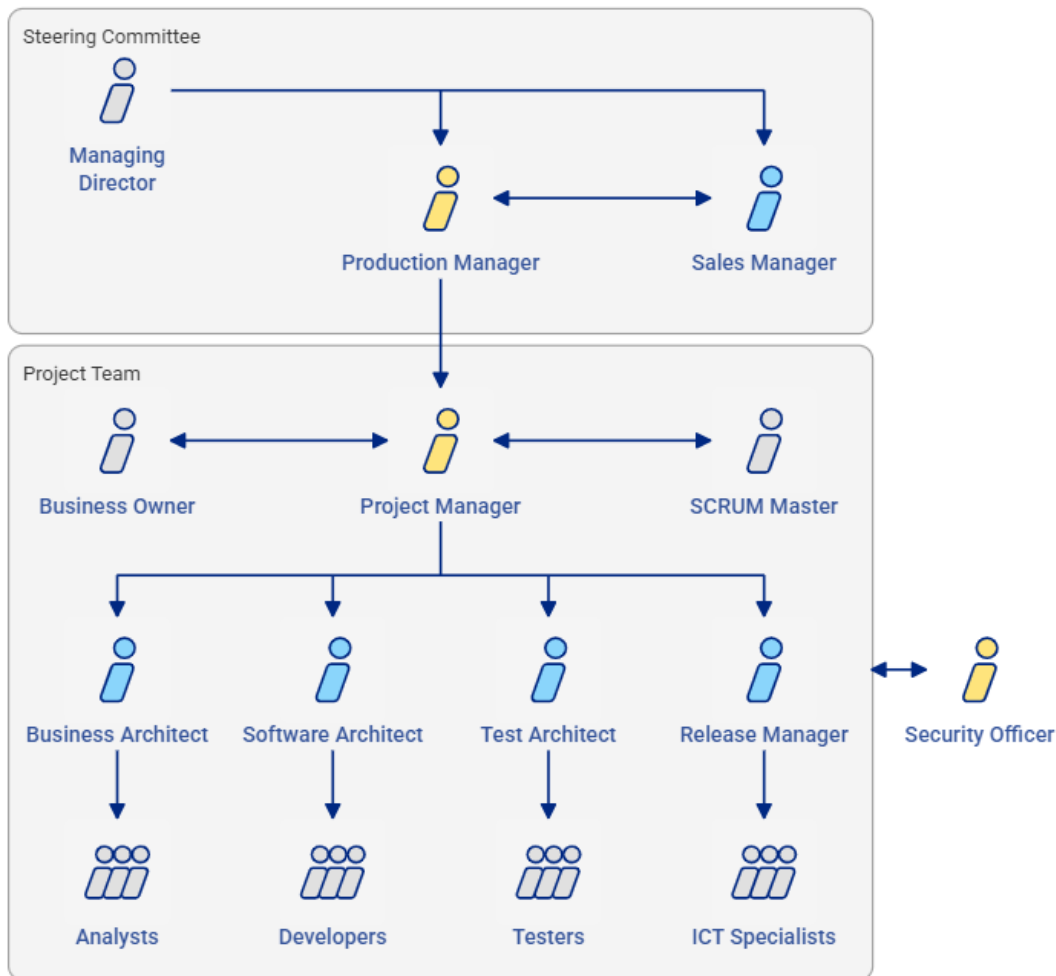 Steering Committee
Managing
Director
Production Manager
Sales Manager
Project Team
Business Owner
Project Manager
SCRUM Master
Business Architect
Software Architect
Test Architect
Release Manager
Security Officer
Analysts
Developers
Testers
ICT Specialists